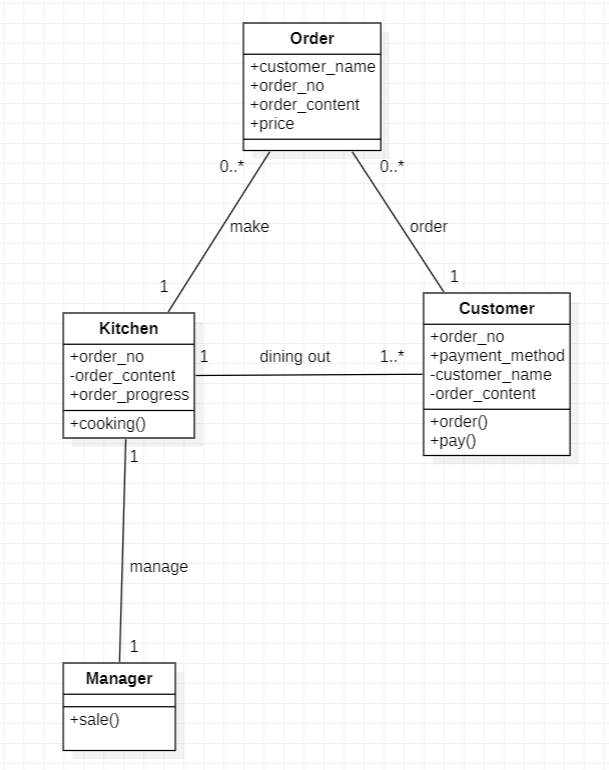 Order
+customer_name
+order_no
+order_content
+price
0..*
0..*
make
order
1
1
Kitchen
+order_no
-order_content
+order_progress
+cooking()
1
dining out
1..*
Customer
+order_no
+payment_method
-customer_name
-order_content
+order()
+pay()
1
manage
1
Manager
+sale()